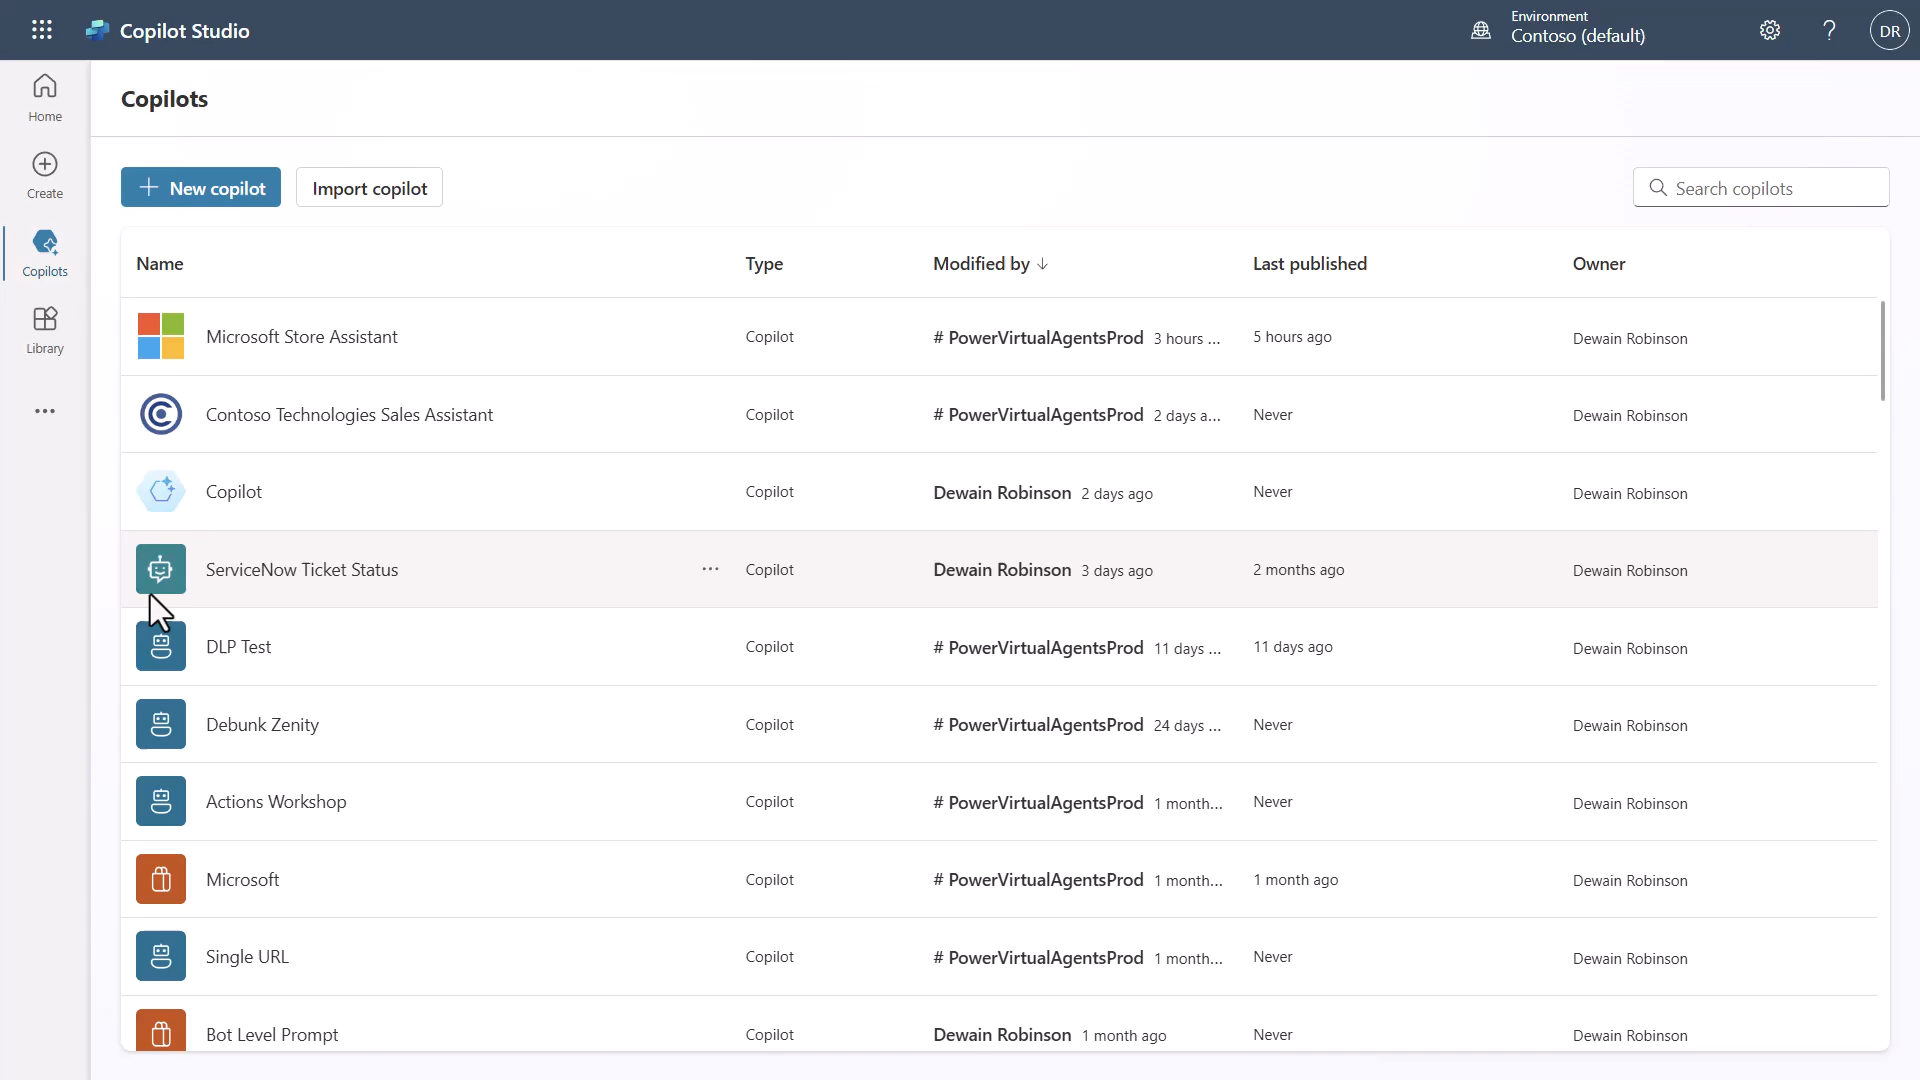 Copilot Studio
Environment
Contoso (default)
?
DR
Home
Create
Copilots
Library
Copilots
New copilot
Import copilot
Search copilots
Name Type Modified by ↓ Last published Owner
Microsoft Store Assistant Copilot # PowerVirtualAgentsProd 3 hours ... 5 hours ago Dewain Robinson
Contoso Technologies Sales Assistant Copilot # PowerVirtualAgentsProd 2 days a... Never Dewain Robinson
Copilot Copilot Dewain Robinson 2 days ago Never Dewain Robinson
ServiceNow Ticket Status ... Copilot Dewain Robinson 3 days ago 2 months ago Dewain Robinson
DLP Test Copilot # PowerVirtualAgentsProd 11 days ... 11 days ago Dewain Robinson
Debunk Zenity Copilot # PowerVirtualAgentsProd 24 days ... Never Dewain Robinson
Actions Workshop Copilot # PowerVirtualAgentsProd 1 month... Never Dewain Robinson
Microsoft Copilot # PowerVirtualAgentsProd 1 month... 1 month ago Dewain Robinson
Single URL Copilot # PowerVirtualAgentsProd 1 month... Never Dewain Robinson
Bot Level Prompt Copilot Dewain Robinson 1 month ago Never Dewain Robinson